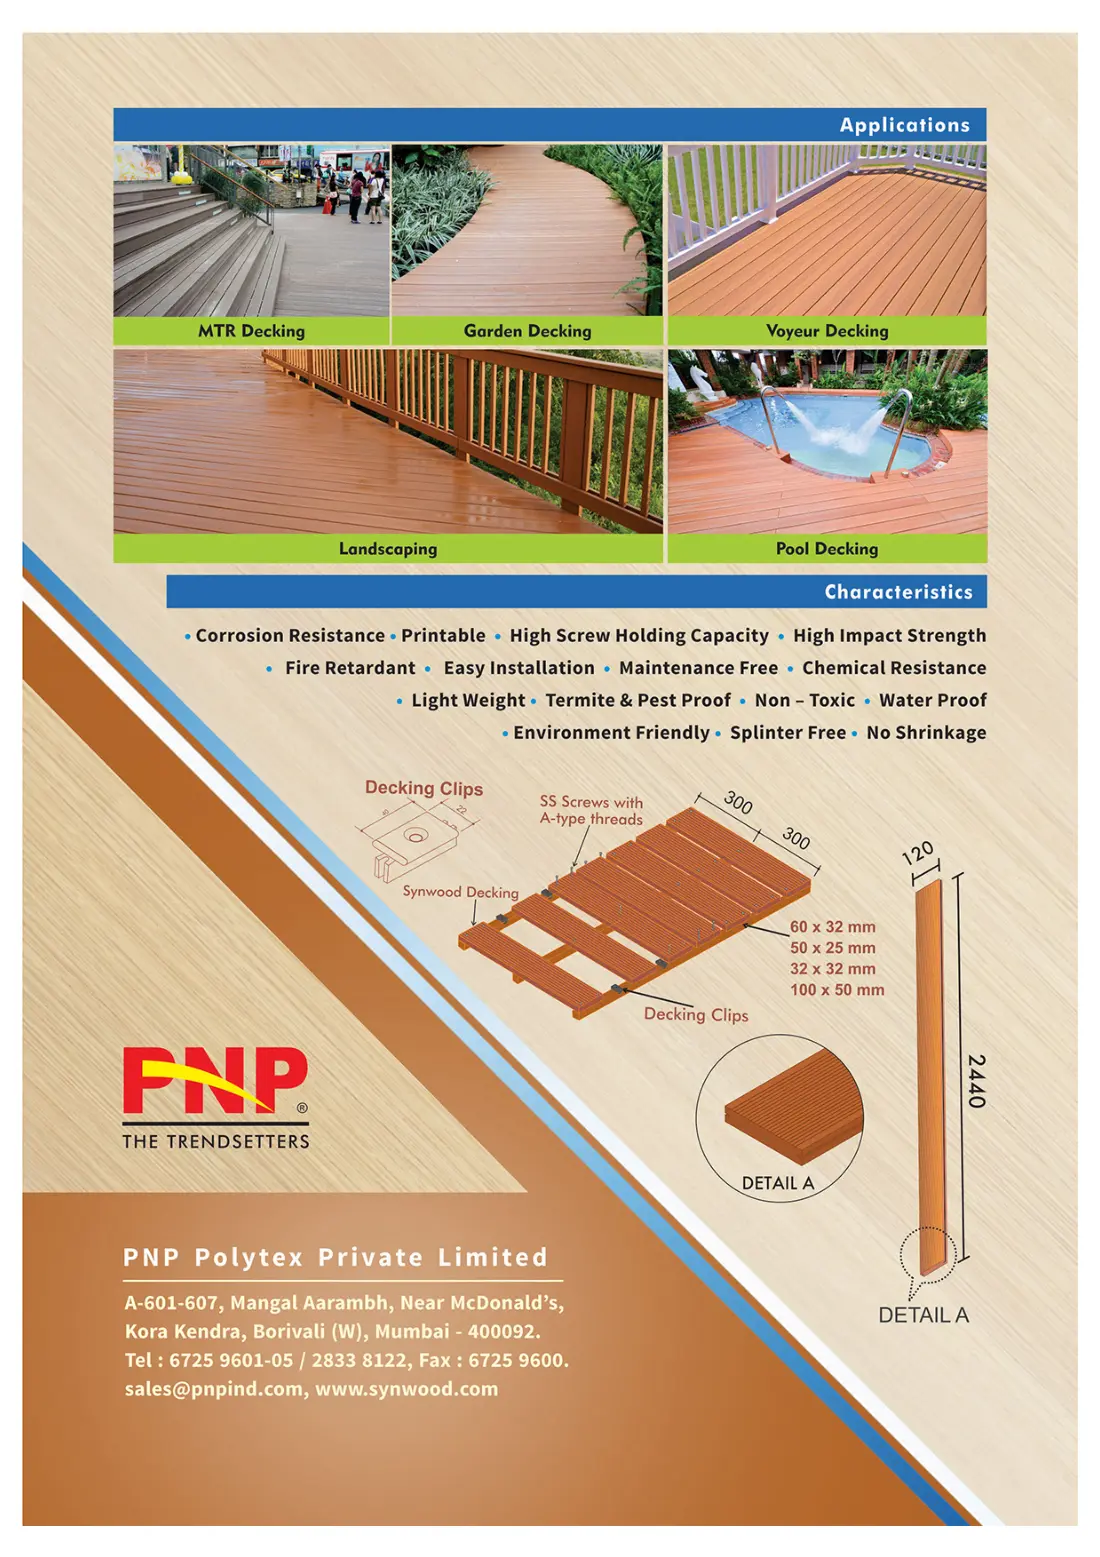 Applications
MTR Decking
Garden Decking
Voyeur Decking
Landscaping
Pool Decking
Characteristics
• Corrosion Resistance • Printable • High Screw Holding Capacity • High Impact Strength
• Fire Retardant • Easy Installation • Maintenance Free • Chemical Resistance
• Light Weight • Termite & Pest Proof • Non – Toxic • Water Proof
• Environment Friendly • Splinter Free • No Shrinkage
Decking Clips
22
SS Screws with
A-type threads
300
300
Synwood Decking
60 x 32 mm
50 x 25 mm
32 x 32 mm
100 x 50 mm
Decking Clips
120
2440
DETAIL A
DETAIL A
PNP ®
THE TRENDSETTERS
PNP Polytex Private Limited
A-601-607, Mangal Aarambh, Near McDonald's,
Kora Kendra, Borivali (W), Mumbai - 400092.
Tel : 6725 9601-05 / 2833 8122, Fax : 6725 9600.
sales@pnpind.com, www.synwood.com